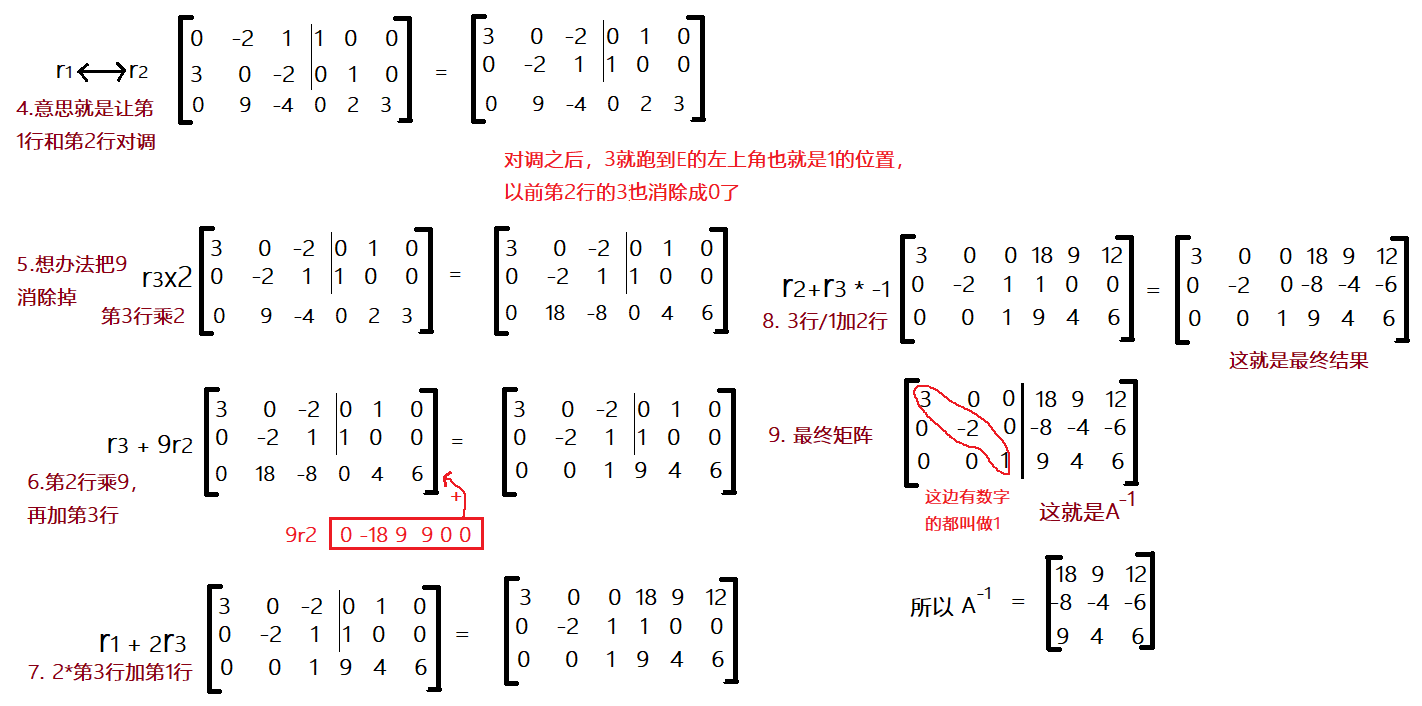 r1 r2
4.意思就是让第
1行和第2行对调
0 -2 1 1 0 0
3 0 -2 0 1 0
0 9 -4 0 2 3
=
3 0 -2 0 1 0
0 -2 1 1 0 0
0 9 -4 0 2 3
对调之后，3就跑到E的左上角也就是1的位置，
以前第2行的3也消除成0了
5.想办法把9
消除掉
r3x2
第3行乘2
3 0 -2 0 1 0
0 -2 1 1 0 0
0 9 -4 0 2 3
=
3 0 -2 0 1 0
0 -2 1 1 0 0
0 18 -8 0 4 6
r3 + 9r2
6.第2行乘9，
再加第3行
3 0 -2 0 1 0
0 -2 1 1 0 0
0 18 -8 0 4 6
=
3 0 -2 0 1 0
0 -2 1 1 0 0
0 0 1 9 4 6
+
9r2 0 -18 9 9 0 0
r1 + 2r3
7. 2*第3行加第1行
3 0 -2 0 1 0
0 -2 1 1 0 0
0 0 1 9 4 6
=
3 0 0 18 9 12
0 -2 1 1 0 0
0 0 1 9 4 6
r2+r3 * -1
8. 3行/1加2行
3 0 0 18 9 12
0 -2 1 1 0 0
0 0 1 9 4 6
=
3 0 0 18 9 12
0 -2 0 -8 -4 -6
0 0 1 9 4 6
这就是最终结果
9. 最终矩阵
3 0 0 18 9 12
0 -2 0 -8 -4 -6
0 0 1 9 4 6
这边有数字
的都叫做1
这就是A-1
所以 A-1 =
18 9 12
-8 -4 -6
9 4 6